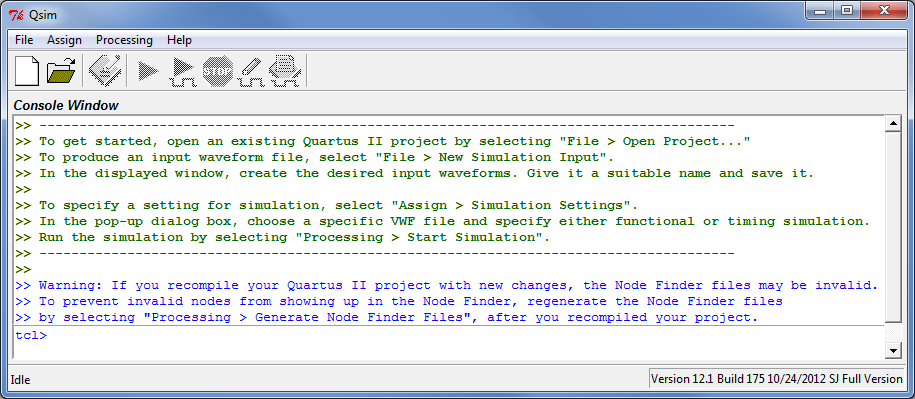 Qsim
File Assign Processing Help
STOP
Console Window
>> ---------------------------------------------------------------------------------------
>> To get started, open an existing Quartus II project by selecting "File > Open Project..."
>> To produce an input waveform file, select "File > New Simulation Input".
>> In the displayed window, create the desired input waveforms. Give it a suitable name and save it.
>>
>> To specify a setting for simulation, select "Assign > Simulation Settings".
>> In the pop-up dialog box, choose a specific VWF file and specify either functional or timing simulation.
>> Run the simulation by selecting "Processing > Start Simulation".
>> ---------------------------------------------------------------------------------------
>>
>> Warning: If you recompile your Quartus II project with new changes, the Node Finder files may be invalid.
>> To prevent invalid nodes from showing up in the Node Finder, regenerate the Node Finder files
>> by selecting "Processing > Generate Node Finder Files", after you recompiled your project.
tcl>
Idle
Version 12.1 Build 175 10/24/2012 SJ Full Version